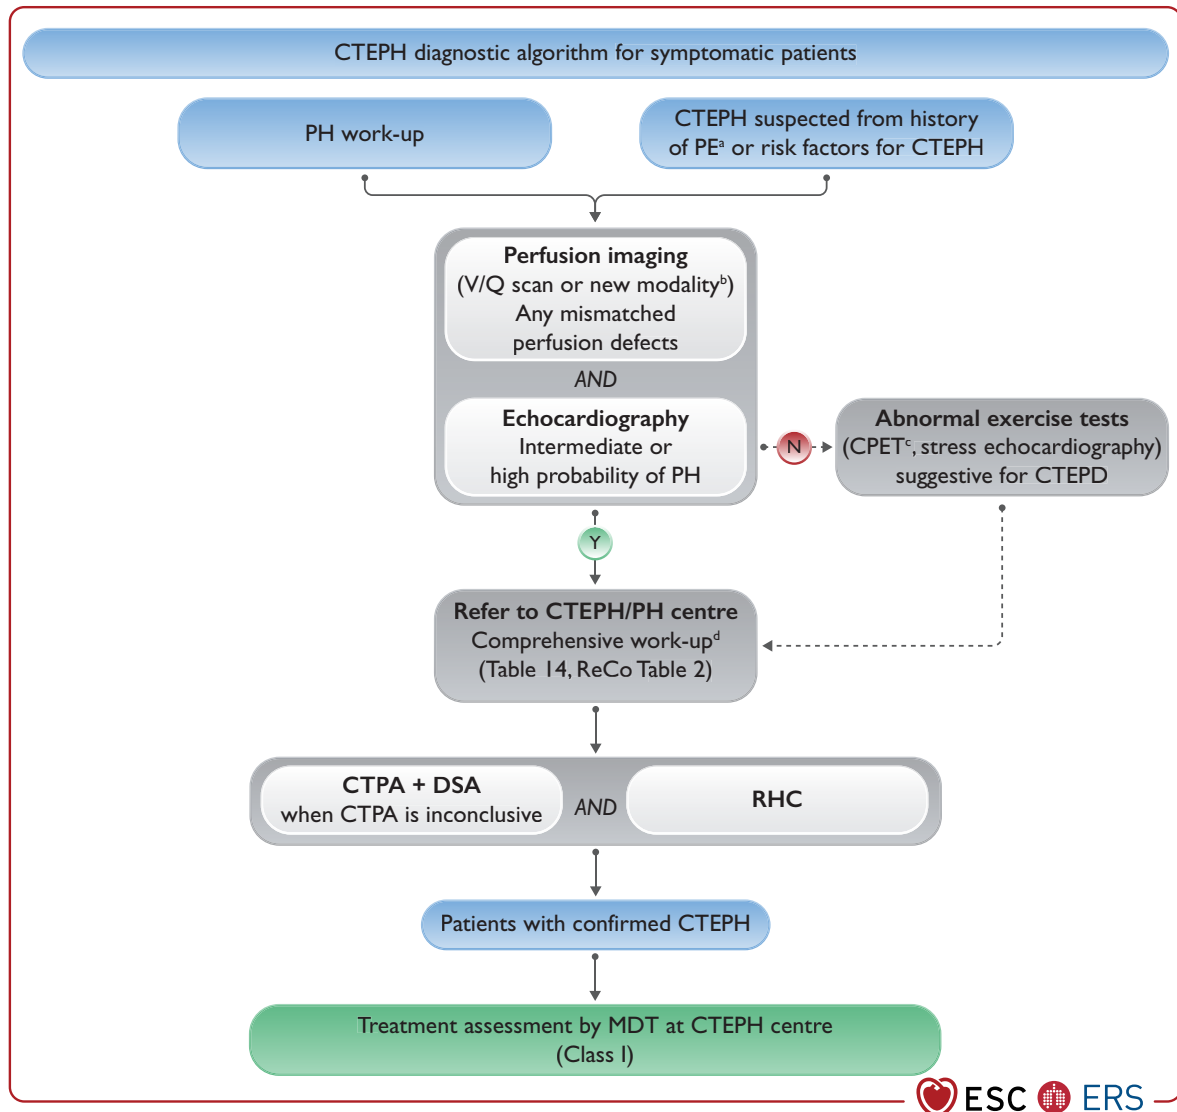 CTEPH diagnostic algorithm for symptomatic patients
PH work-up
CTEPH suspected from history
of PEᵃ or risk factors for CTEPH
Perfusion imaging
(V/Q scan or new modalityᵇ)
Any mismatched
perfusion defects
AND
Echocardiography
Intermediate or
high probability of PH
N
Abnormal exercise tests
(CPETᶜ, stress echocardiography)
suggestive for CTEPD
Y
Refer to CTEPH/PH centre
Comprehensive work-upᵈ
(Table 14, ReCo Table 2)
CTPA + DSA
when CTPA is inconclusive
AND
RHC
Patients with confirmed CTEPH
Treatment assessment by MDT at CTEPH centre
(Class I)
ESC ERS